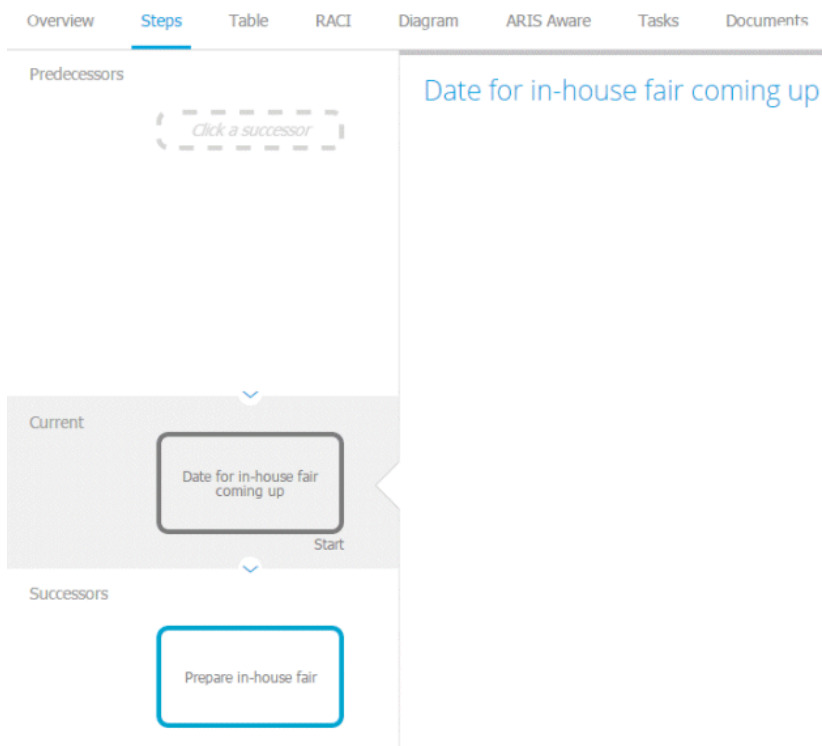 Overview Steps Table RACI Diagram ARIS Aware Tasks Documents
Predecessors
Click a successor
Date for in-house fair coming up
Current
Date for in-house fair
coming up
Start
Successors
Prepare in-house fair